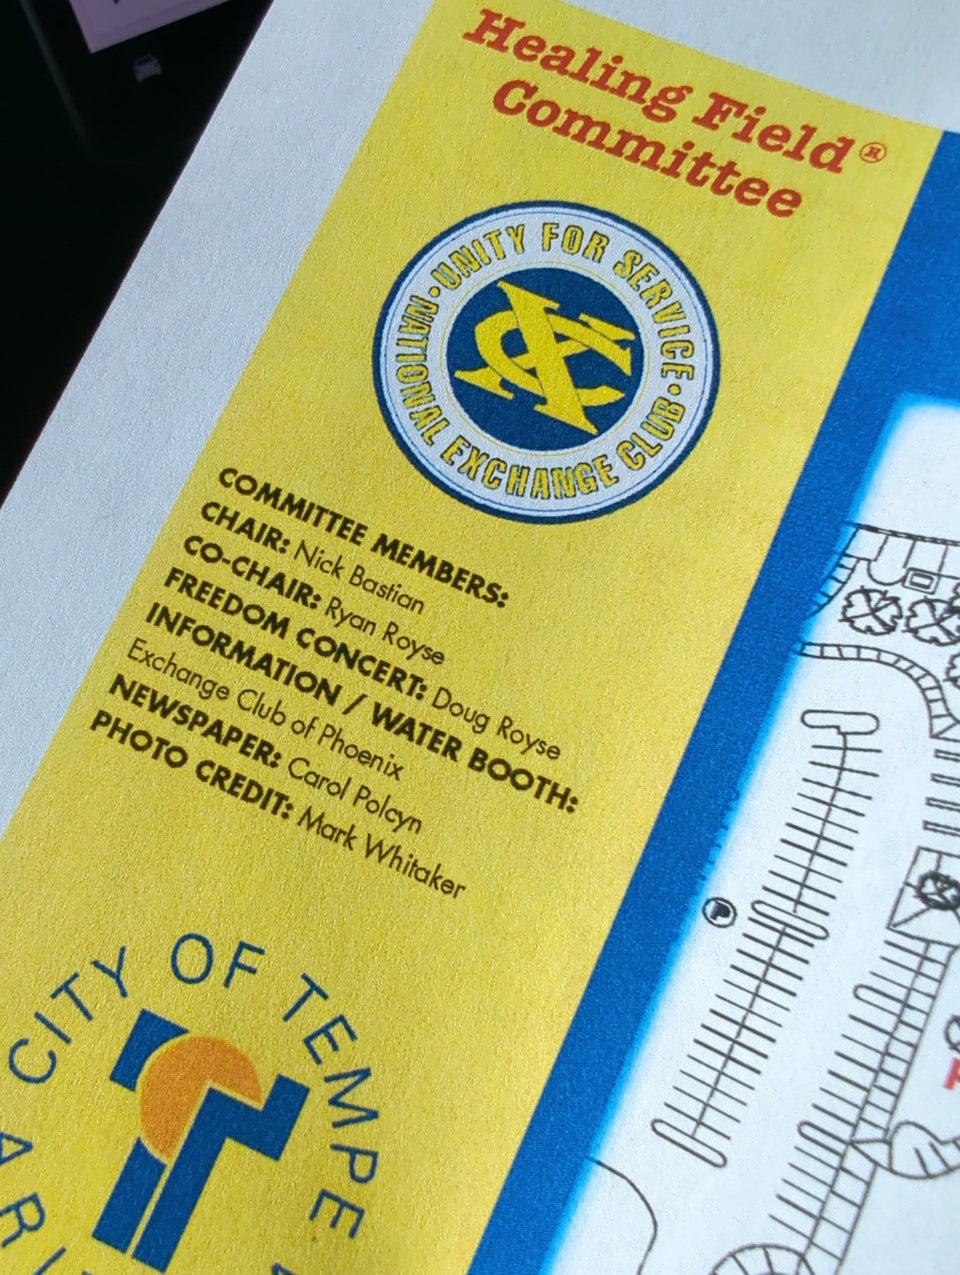 Healing Field®
Committee
UNITY FOR SERVICE • NATIONAL EXCHANGE CLUB •
XC
COMMITTEE MEMBERS:
CHAIR: Nick Bastian
CO-CHAIR: Ryan Royse
FREEDOM CONCERT: Doug Royse
INFORMATION / WATER BOOTH:
Exchange Club of Phoenix
NEWSPAPER: Carol Polcyn
PHOTO CREDIT: Mark Whitaker
CITY OF TEMPE
P